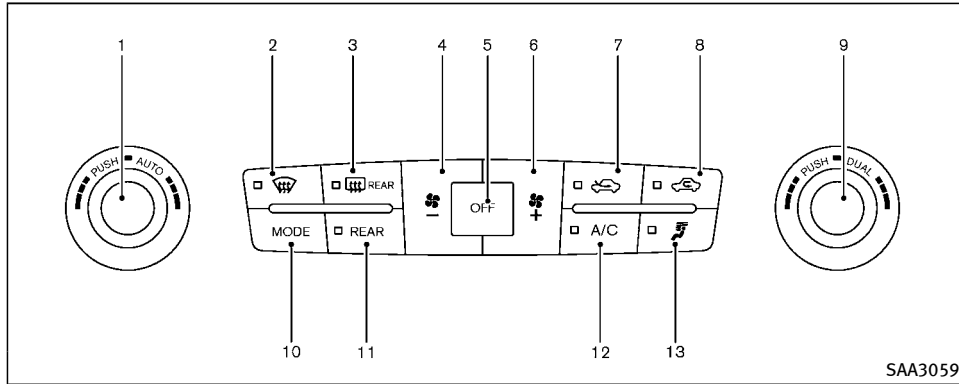 1 2 3 4 5 6 7 8 9
PUSH AUTO
PUSH DUAL
REAR
− OFF +
MODE REAR A/C
10 11 12 13
SAA3059